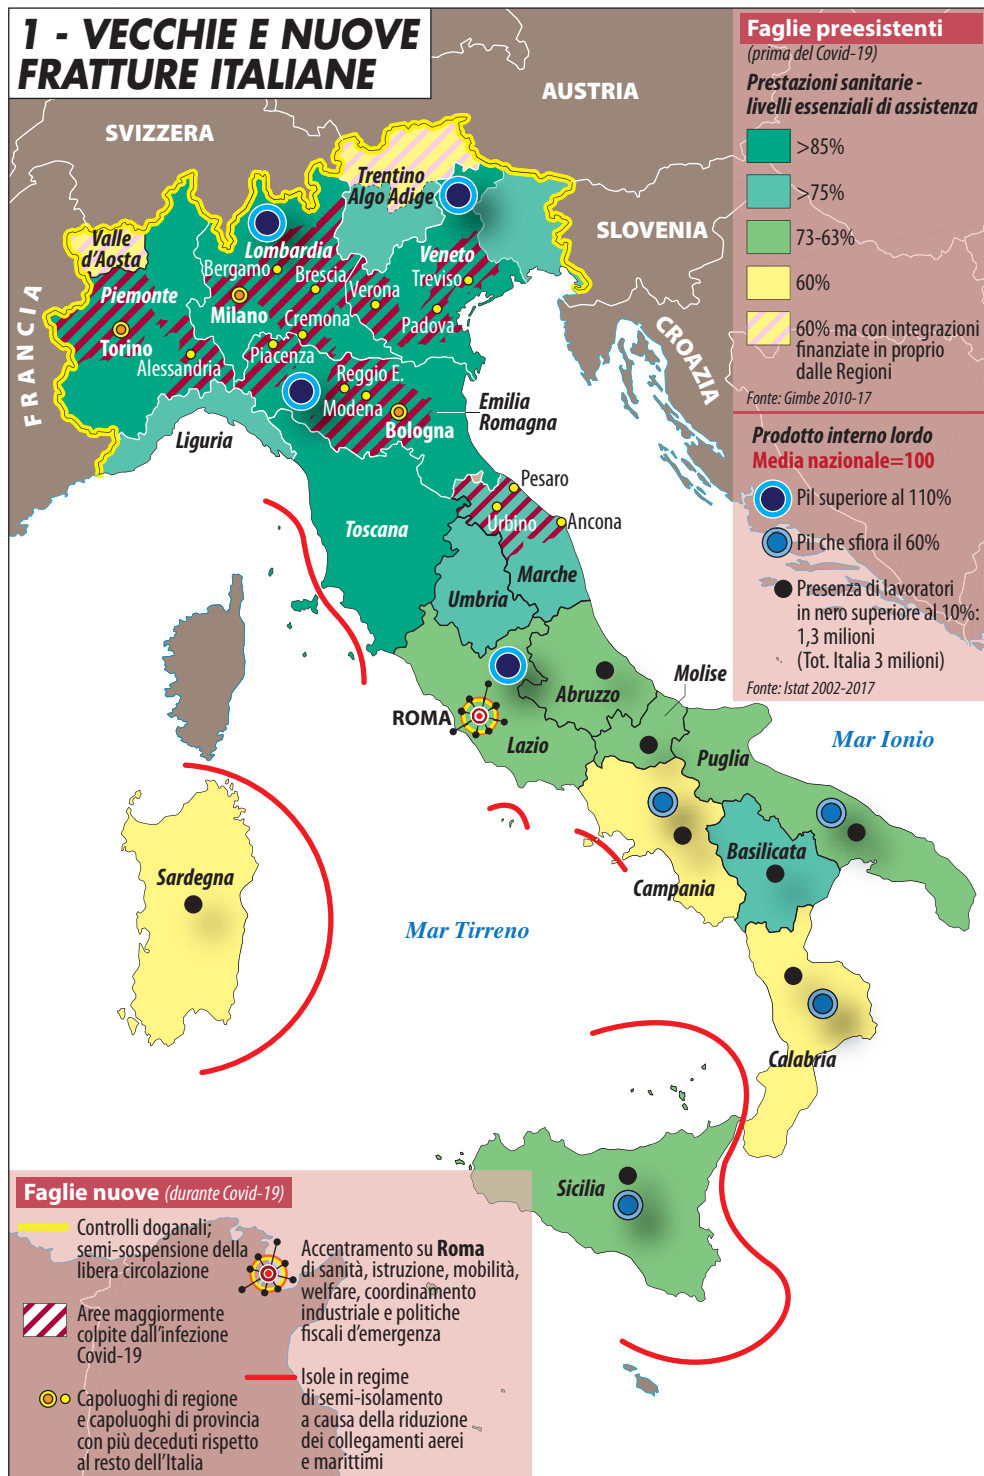 1 - VECCHIE E NUOVE
FRATTURE ITALIANE
Faglie preesistenti
(prima del Covid-19)
Prestazioni sanitarie -
livelli essenziali di assistenza
>85%
>75%
73-63%
60%
60% ma con integrazioni
finanziate in proprio
dalle Regioni
Fonte: Gimbe 2010-17
Prodotto interno lordo
Media nazionale=100
Pil superiore al 110%
Pil che sfiora il 60%
Presenza di lavoratori
in nero superiore al 10%:
1,3 milioni
(Tot. Italia 3 milioni)
Fonte: Istat 2002-2017
AUSTRIA
SVIZZERA
SLOVENIA
CROAZIA
FRANCIA
Trentino
Algo Adige
Valle
d'Aosta
Lombardia
Veneto
Bergamo
Brescia
Treviso
Verona
Piemonte
Milano
Padova
Cremona
Torino
Piacenza
Alessandria
Reggio E.
Modena
Emilia
Romagna
Bologna
Liguria
Pesaro
Urbino
Ancona
Toscana
Marche
Umbria
Molise
Abruzzo
ROMA
Lazio
Puglia
Mar Ionio
Basilicata
Sardegna
Campania
Mar Tirreno
Calabria
Sicilia
Faglie nuove (durante Covid-19)
Controlli doganali;
semi-sospensione della
libera circolazione
Aree maggiormente
colpite dall'infezione
Covid-19
Capoluoghi di regione
e capoluoghi di provincia
con più deceduti rispetto
al resto dell'Italia
Accentramento su Roma
di sanità, istruzione, mobilità,
welfare, coordinamento
industriale e politiche
fiscali d'emergenza
Isole in regime
di semi-isolamento
a causa della riduzione
dei collegamenti aerei
e marittimi